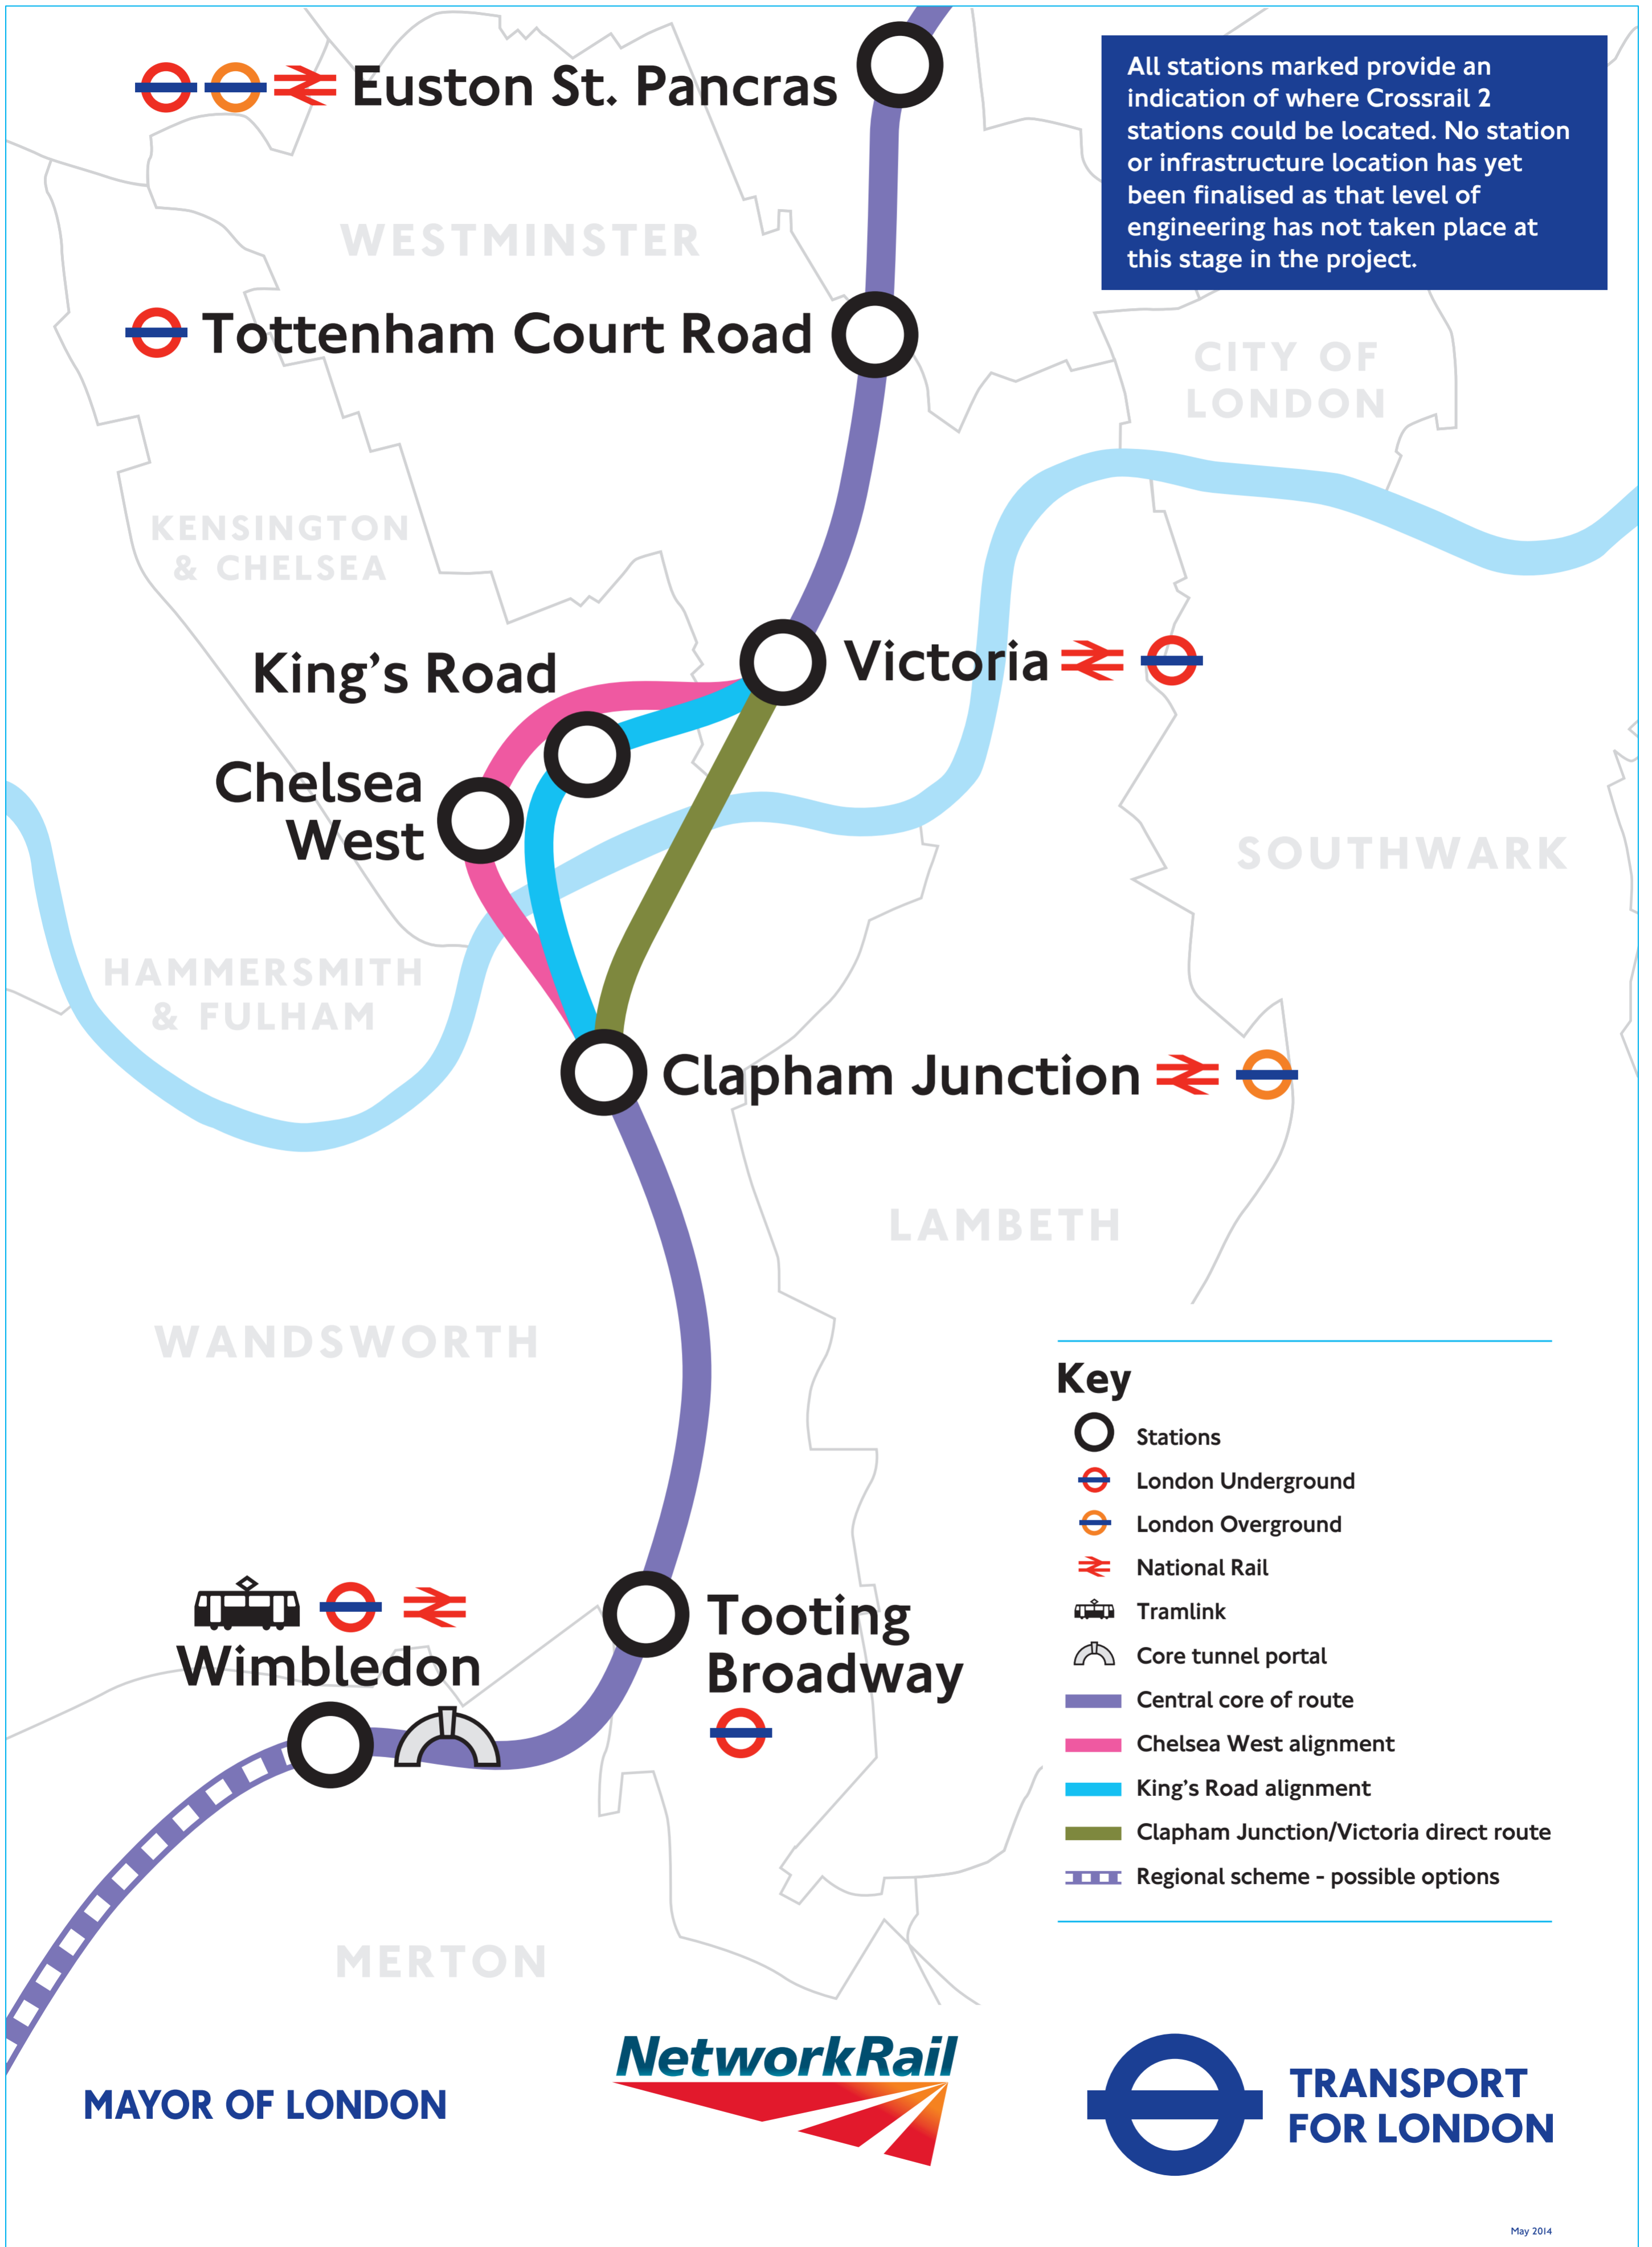 Euston St. Pancras
All stations marked provide an
indication of where Crossrail 2
stations could be located. No station
or infrastructure location has yet
been finalised as that level of
engineering has not taken place at
this stage in the project.
WESTMINSTER
Tottenham Court Road
CITY OF
LONDON
KENSINGTON
& CHELSEA
King's Road
Victoria
Chelsea
West
SOUTHWARK
HAMMERSMITH
& FULHAM
Clapham Junction
LAMBETH
WANDSWORTH
Key
Stations
London Underground
London Overground
National Rail
Tramlink
Core tunnel portal
Central core of route
Chelsea West alignment
King's Road alignment
Clapham Junction/Victoria direct route
Regional scheme - possible options
Tooting
Broadway
Wimbledon
MERTON
MAYOR OF LONDON
NetworkRail
TRANSPORT
FOR LONDON
May 2014